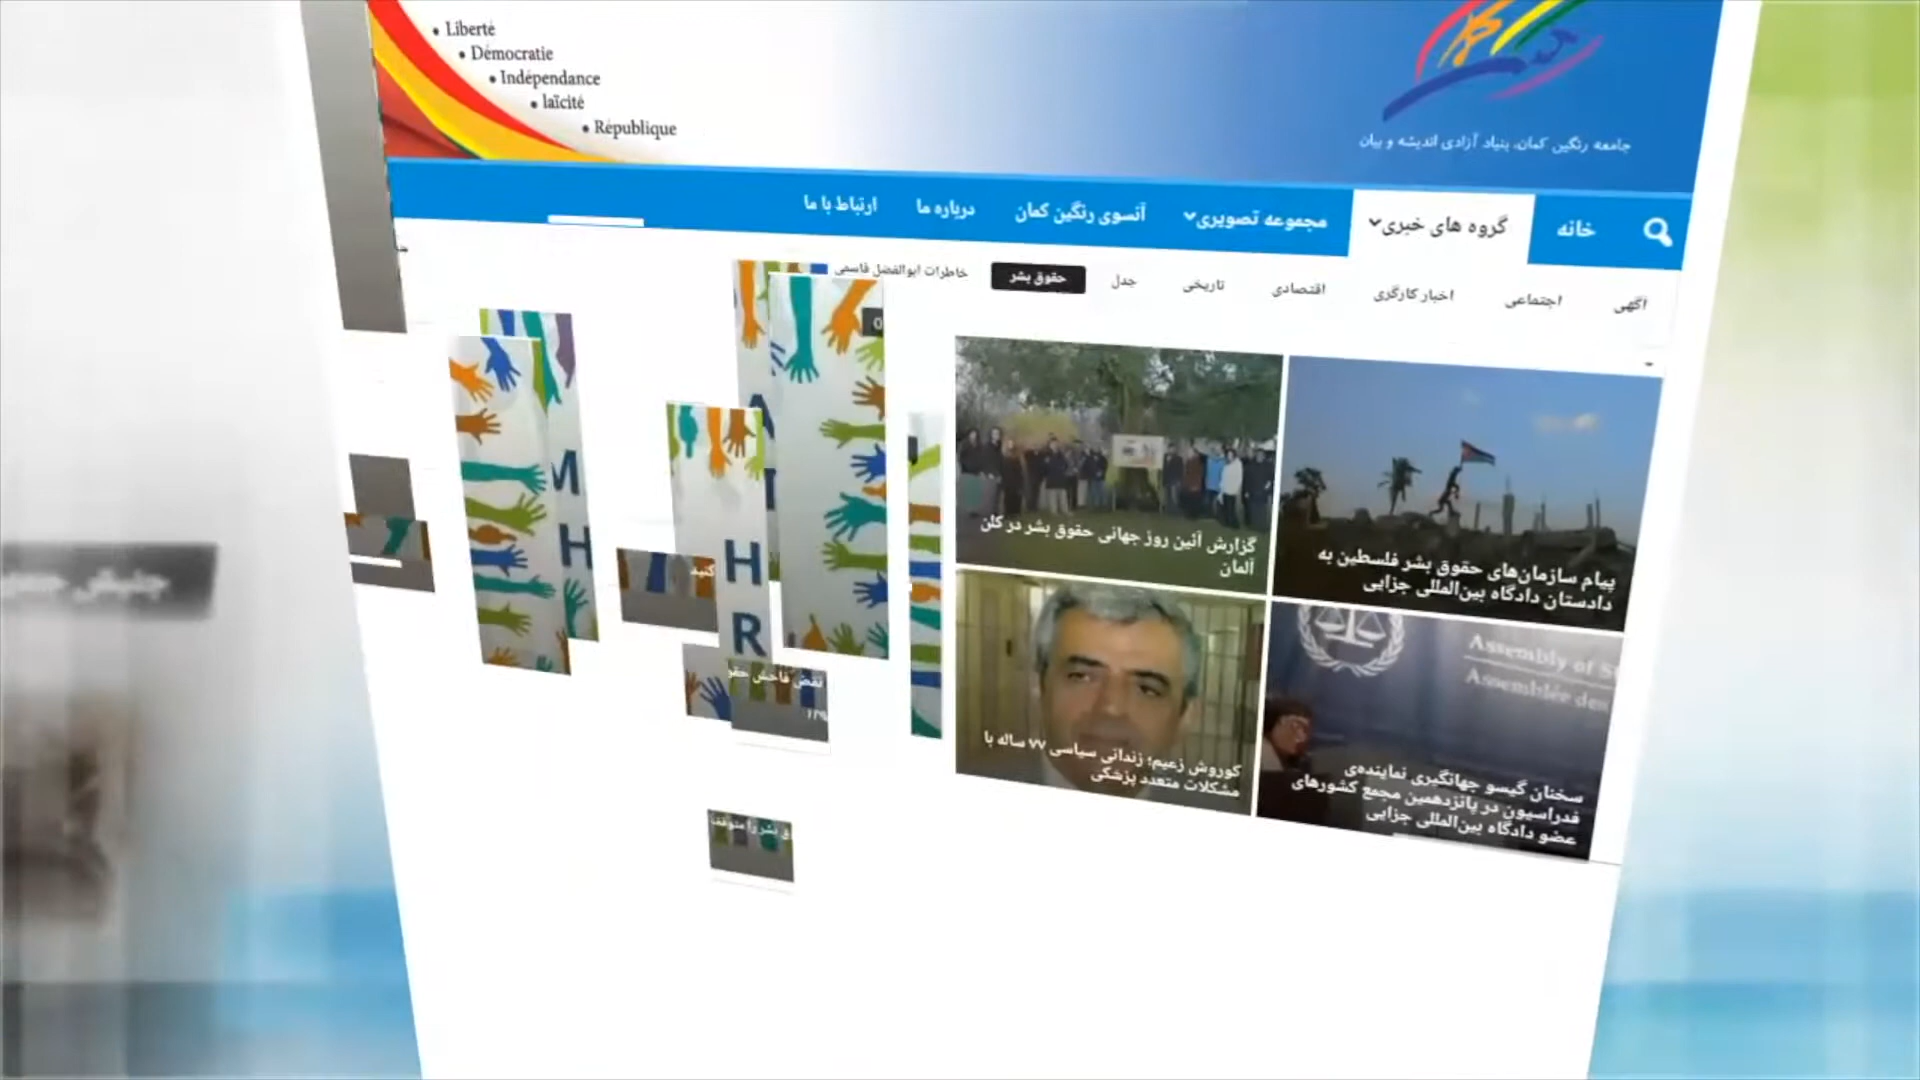 Liberté
Démocratie
Indépendance
laïcité
République
جامعه رنگین کمان، بنیاد آزادی اندیشه و بیان
خانه
گروه های خبری
مجموعه تصویری
آنسوی رنگین کمان
درباره ما
ارتباط با ما
آگهی
اجتماعی
اخبار کارگری
اقتصادی
تاریخی
جدل
حقوق بشر
خاطرات ابوالفضل قاسمی
پیام سازمان‌های حقوق بشر فلسطین به
دادستان دادگاه بین‌المللی جزایی
گزارش آئین روز جهانی حقوق بشر در کلن
آلمان
Assembly of
Assemblée des
سخنان گیسو جهانگیری نماینده‌ی
فدراسیون در پانزدهمین مجمع کشورهای
عضو دادگاه بین‌المللی جزایی
کوروش زعیم؛ زندانی سیاسی ۷۷ ساله با
مشکلات متعدد پزشکی
M
H
H
R
کنید
نقض فاحش